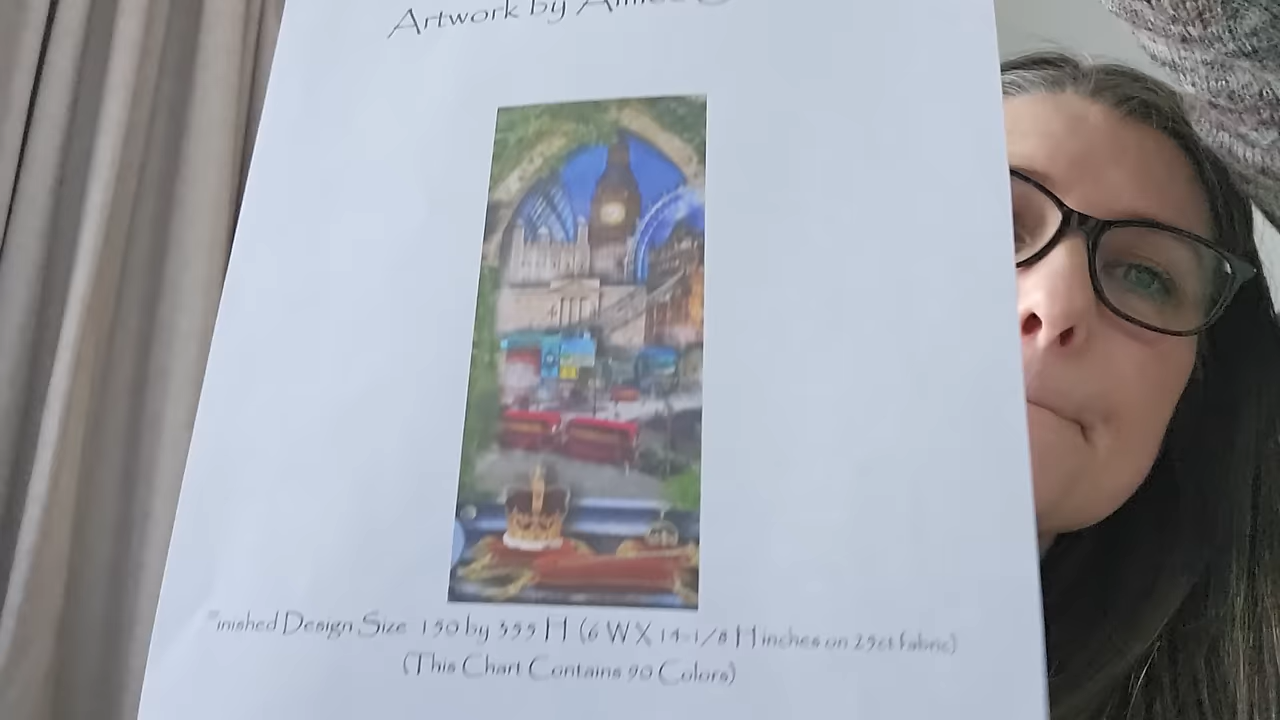 Artwork by
inished Design Size 150 by 355 H (6 W X 14-1/8 H inches on 25ct fabric)
(This Chart Contains 90 Colors)